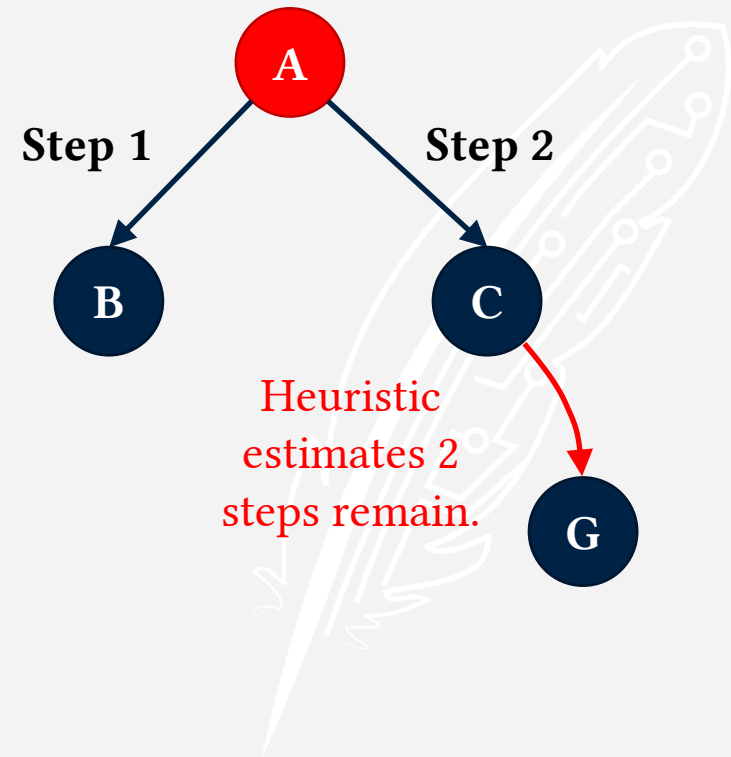 A
Step 1
Step 2
B
C
Heuristic
estimates 2
steps remain.
G